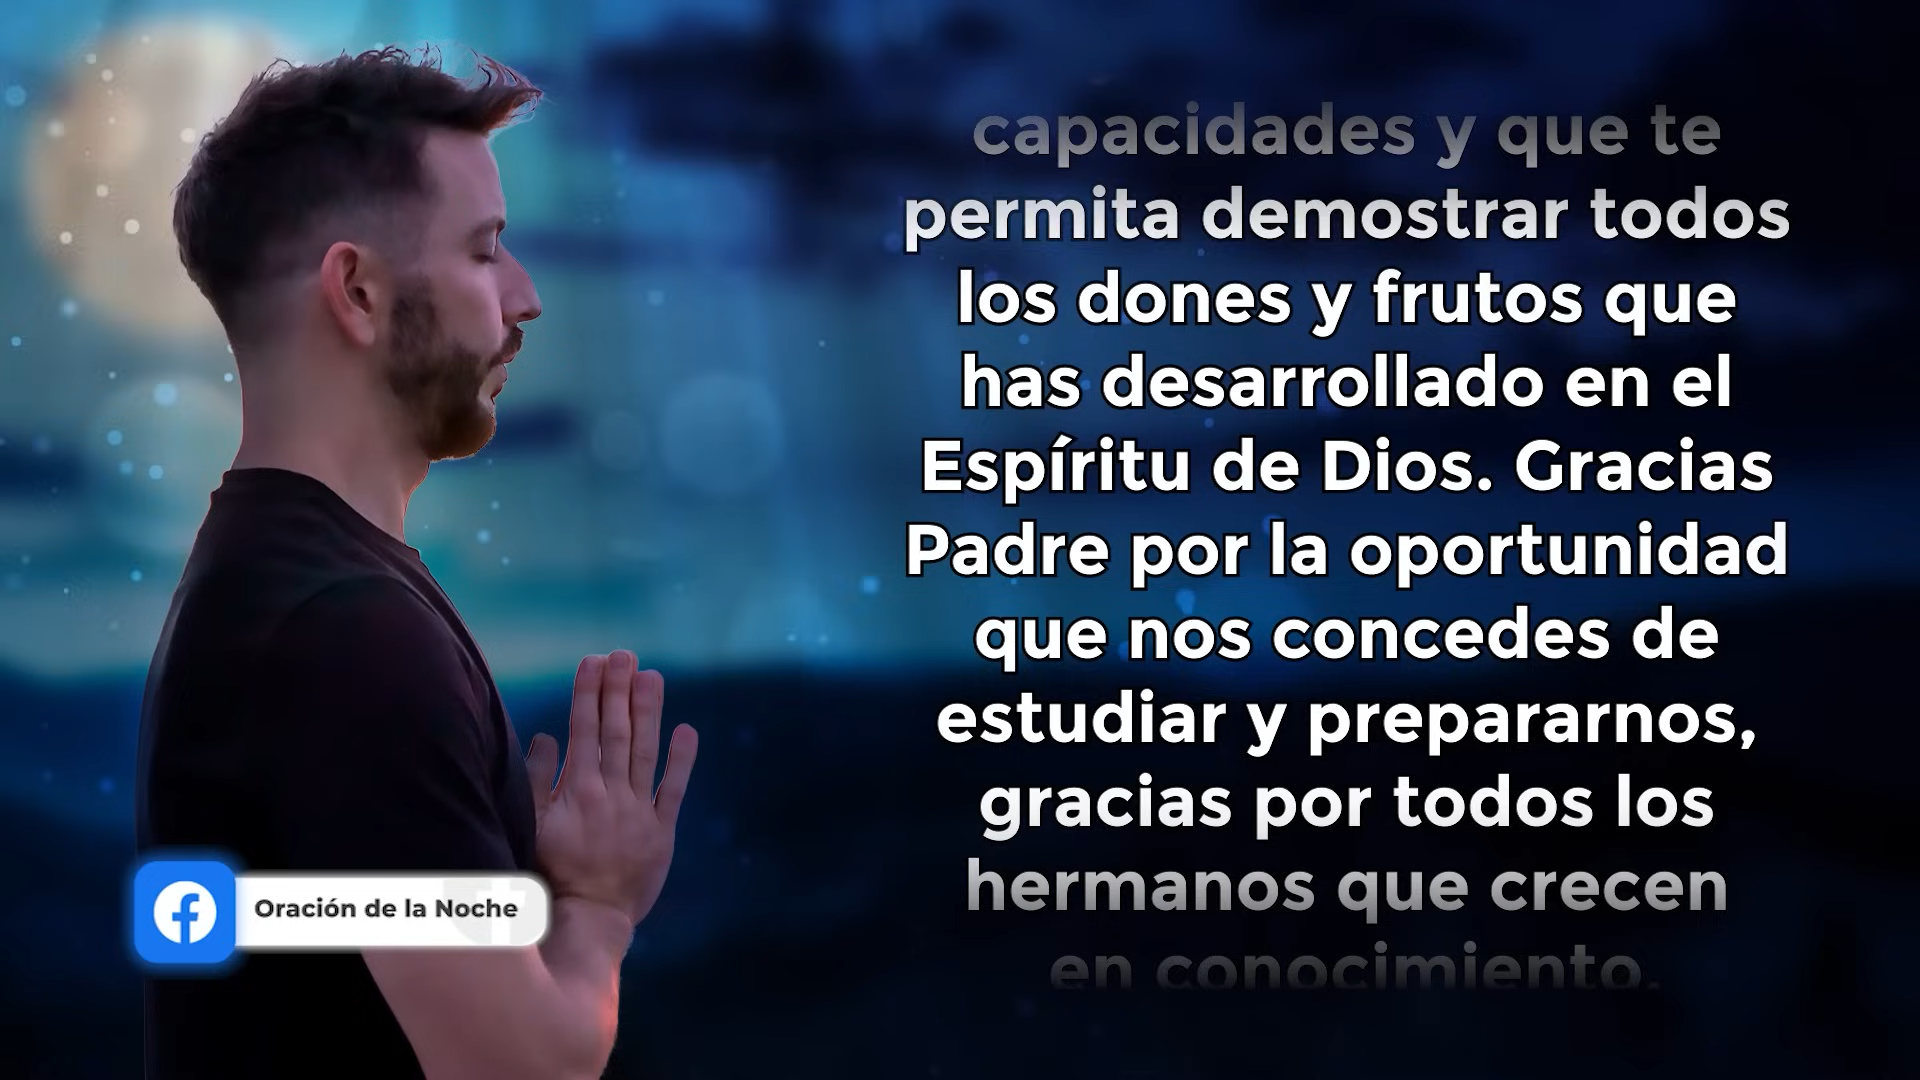 capacidades y que te
permita demostrar todos
los dones y frutos que
has desarrollado en el
Espíritu de Dios. Gracias
Padre por la oportunidad
que nos concedes de
estudiar y prepararnos,
gracias por todos los
hermanos que crecen
en conocimiento.
Oración de la Noche